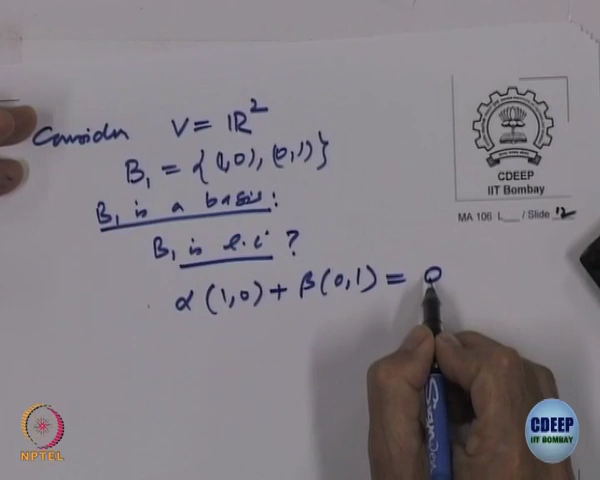 Consider V = ℝ²
B₁ = {(1,0), (0,1)}
B₁ is a basis:
B₁ is l.i ?
α (1,0) + β (0,1) = 0
CDEEP
IIT Bombay
MA 106 L___ / Slide 12
NPTEL
CDEEP
IIT BOMBAY